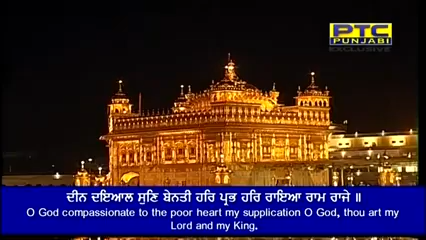 PTC
PUNJABI
EXCLUSIVE
ਦੀਨ ਦਇਆਲ ਸੁਣਿ ਬੇਨਤੀ ਹਰਿ ਪ੍ਰਭ ਹਰਿ ਰਾਇਆ ਰਾਮ ਰਾਜੇ ॥
O God compassionate to the poor heart my supplication O God, thou art my
Lord and my King.